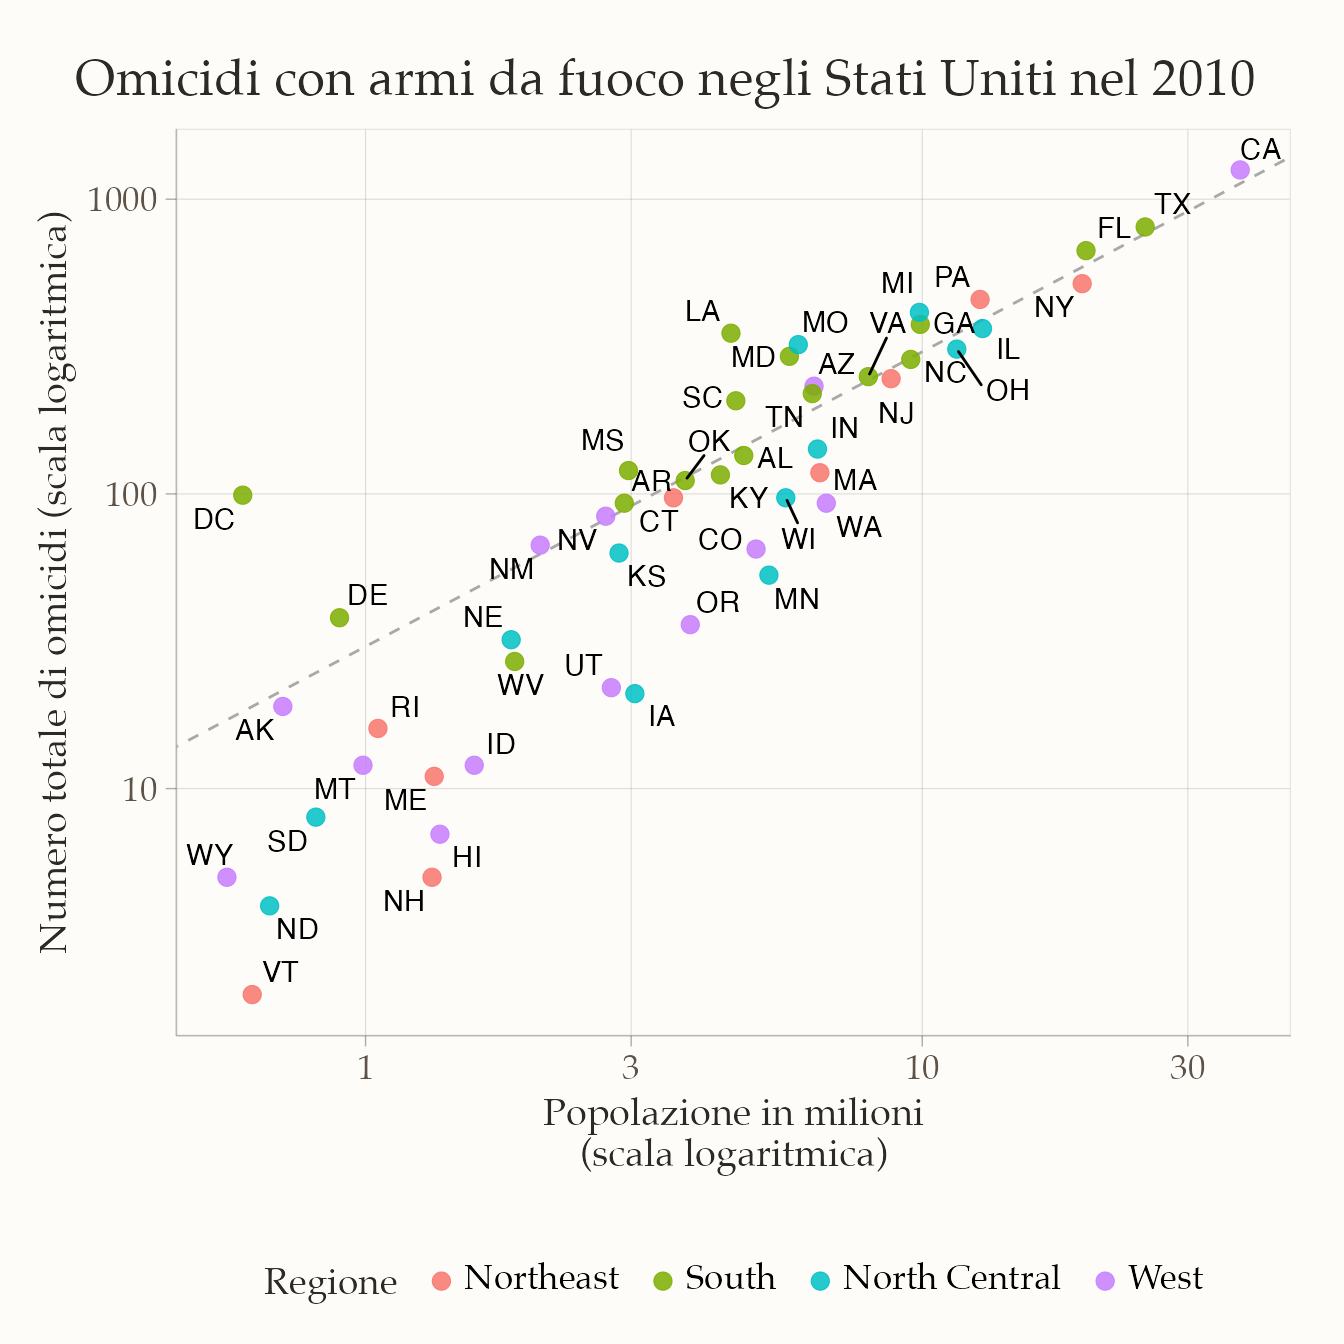 Omicidi con armi da fuoco negli Stati Uniti nel 2010
Numero totale di omicidi (scala logaritmica)
1000
100
10
CA
TX
FL
NY
PA
MI
GA
IL
OH
VA
NC
NJ
LA
MO
MD
AZ
SC
TN
IN
MS
OK
AL
AR
MA
KY
CT
WI
WA
DC
NV
CO
NM
KS
MN
DE
OR
NE
UT
WV
RI
IA
AK
ID
MT
ME
SD
WY
HI
NH
ND
VT
1
3
10
30
Popolazione in milioni
(scala logaritmica)
Regione
Northeast
South
North Central
West